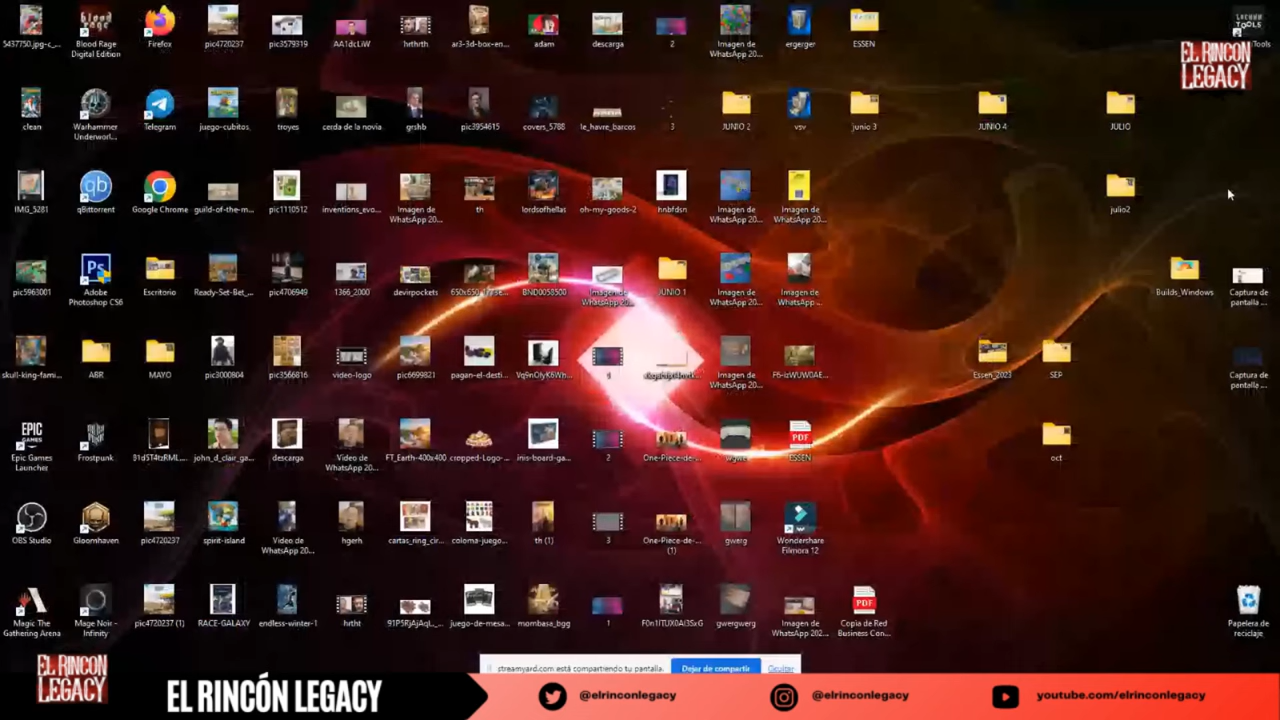 5437750.jpg-c_...
Blood Rage
Digital Edition
Firefox
pic4720237
pic3579319
AA1dcLiW
hrthrth
ar3-3d-box-en...
adam
descarga
2
Imagen de
WhatsApp 20...
ergerger
ESSEN
EL RINCÓN
LEGACY
clean
Warhammer
Underworl...
Telegram
juego-cubitos
troyes
cerda de la novia
grshb
pic3954615
covers_5788
le_havre_barcos
3
JUNIO 2
vsv
junio 3
JUNIO 4
JULIO
IMG_5281
qBittorrent
Google Chrome
guild-of-the-m...
pic1110512
inventions_evo...
Imagen de
WhatsApp 20...
th
lordsofhellas
oh-my-goods-2
hnbfdsn
Imagen de
WhatsApp 20...
Imagen de
WhatsApp 20...
julio2
pic5963001
Adobe
Photoshop CS6
Escritorio
Ready-Set-Bet_...
pic4706949
1366_2000
devirpockets
BND0058500
Imagen de
WhatsApp 20...
JUNIO 1
Imagen de
WhatsApp 20...
Imagen de
WhatsApp ...
Builds_Windows
Captura de
pantalla ...
skull-king-fami...
ABR
MAYO
pic3000804
pic3566816
video-logo
pic6699821
pagan-el-desti...
1
Imagen de
WhatsApp 20...
Essen_2023
SEP
Captura de
pantalla ...
Epic Games
Launcher
Frostpunk
john_d_clair_ga...
descarga
Video de
WhatsApp 20...
FT_Earth-400x400
cropped-Logo-...
inis-board-ga...
2
One-Piece-de-...
wgwe
ESSEN
oct
OBS Studio
Gloomhaven
pic4720237
spirit-island
Video de
WhatsApp 20...
hgerh
cartas_ring_cir...
coloma-juego...
th (1)
3
One-Piece-de-...
(1)
gwerg
Wondershare
Filmora 12
Magic The
Gathering Arena
Mage Noir -
Infinity
pic4720237 (1)
RACE-GALAXY
endless-winter-1
hrtht
juego-de-mesa...
mombasa_bgg
1
gwergwerg
Imagen de
WhatsApp 202...
Copia de Red
Business Con...
Papelera de
reciclaje
streamyard.com está compartiendo tu pantalla.
Dejar de compartir
Ocultar
EL RINCÓN
LEGACY
EL RINCÓN LEGACY
@elrinconlegacy
@elrinconlegacy
youtube.com/elrinconlegacy